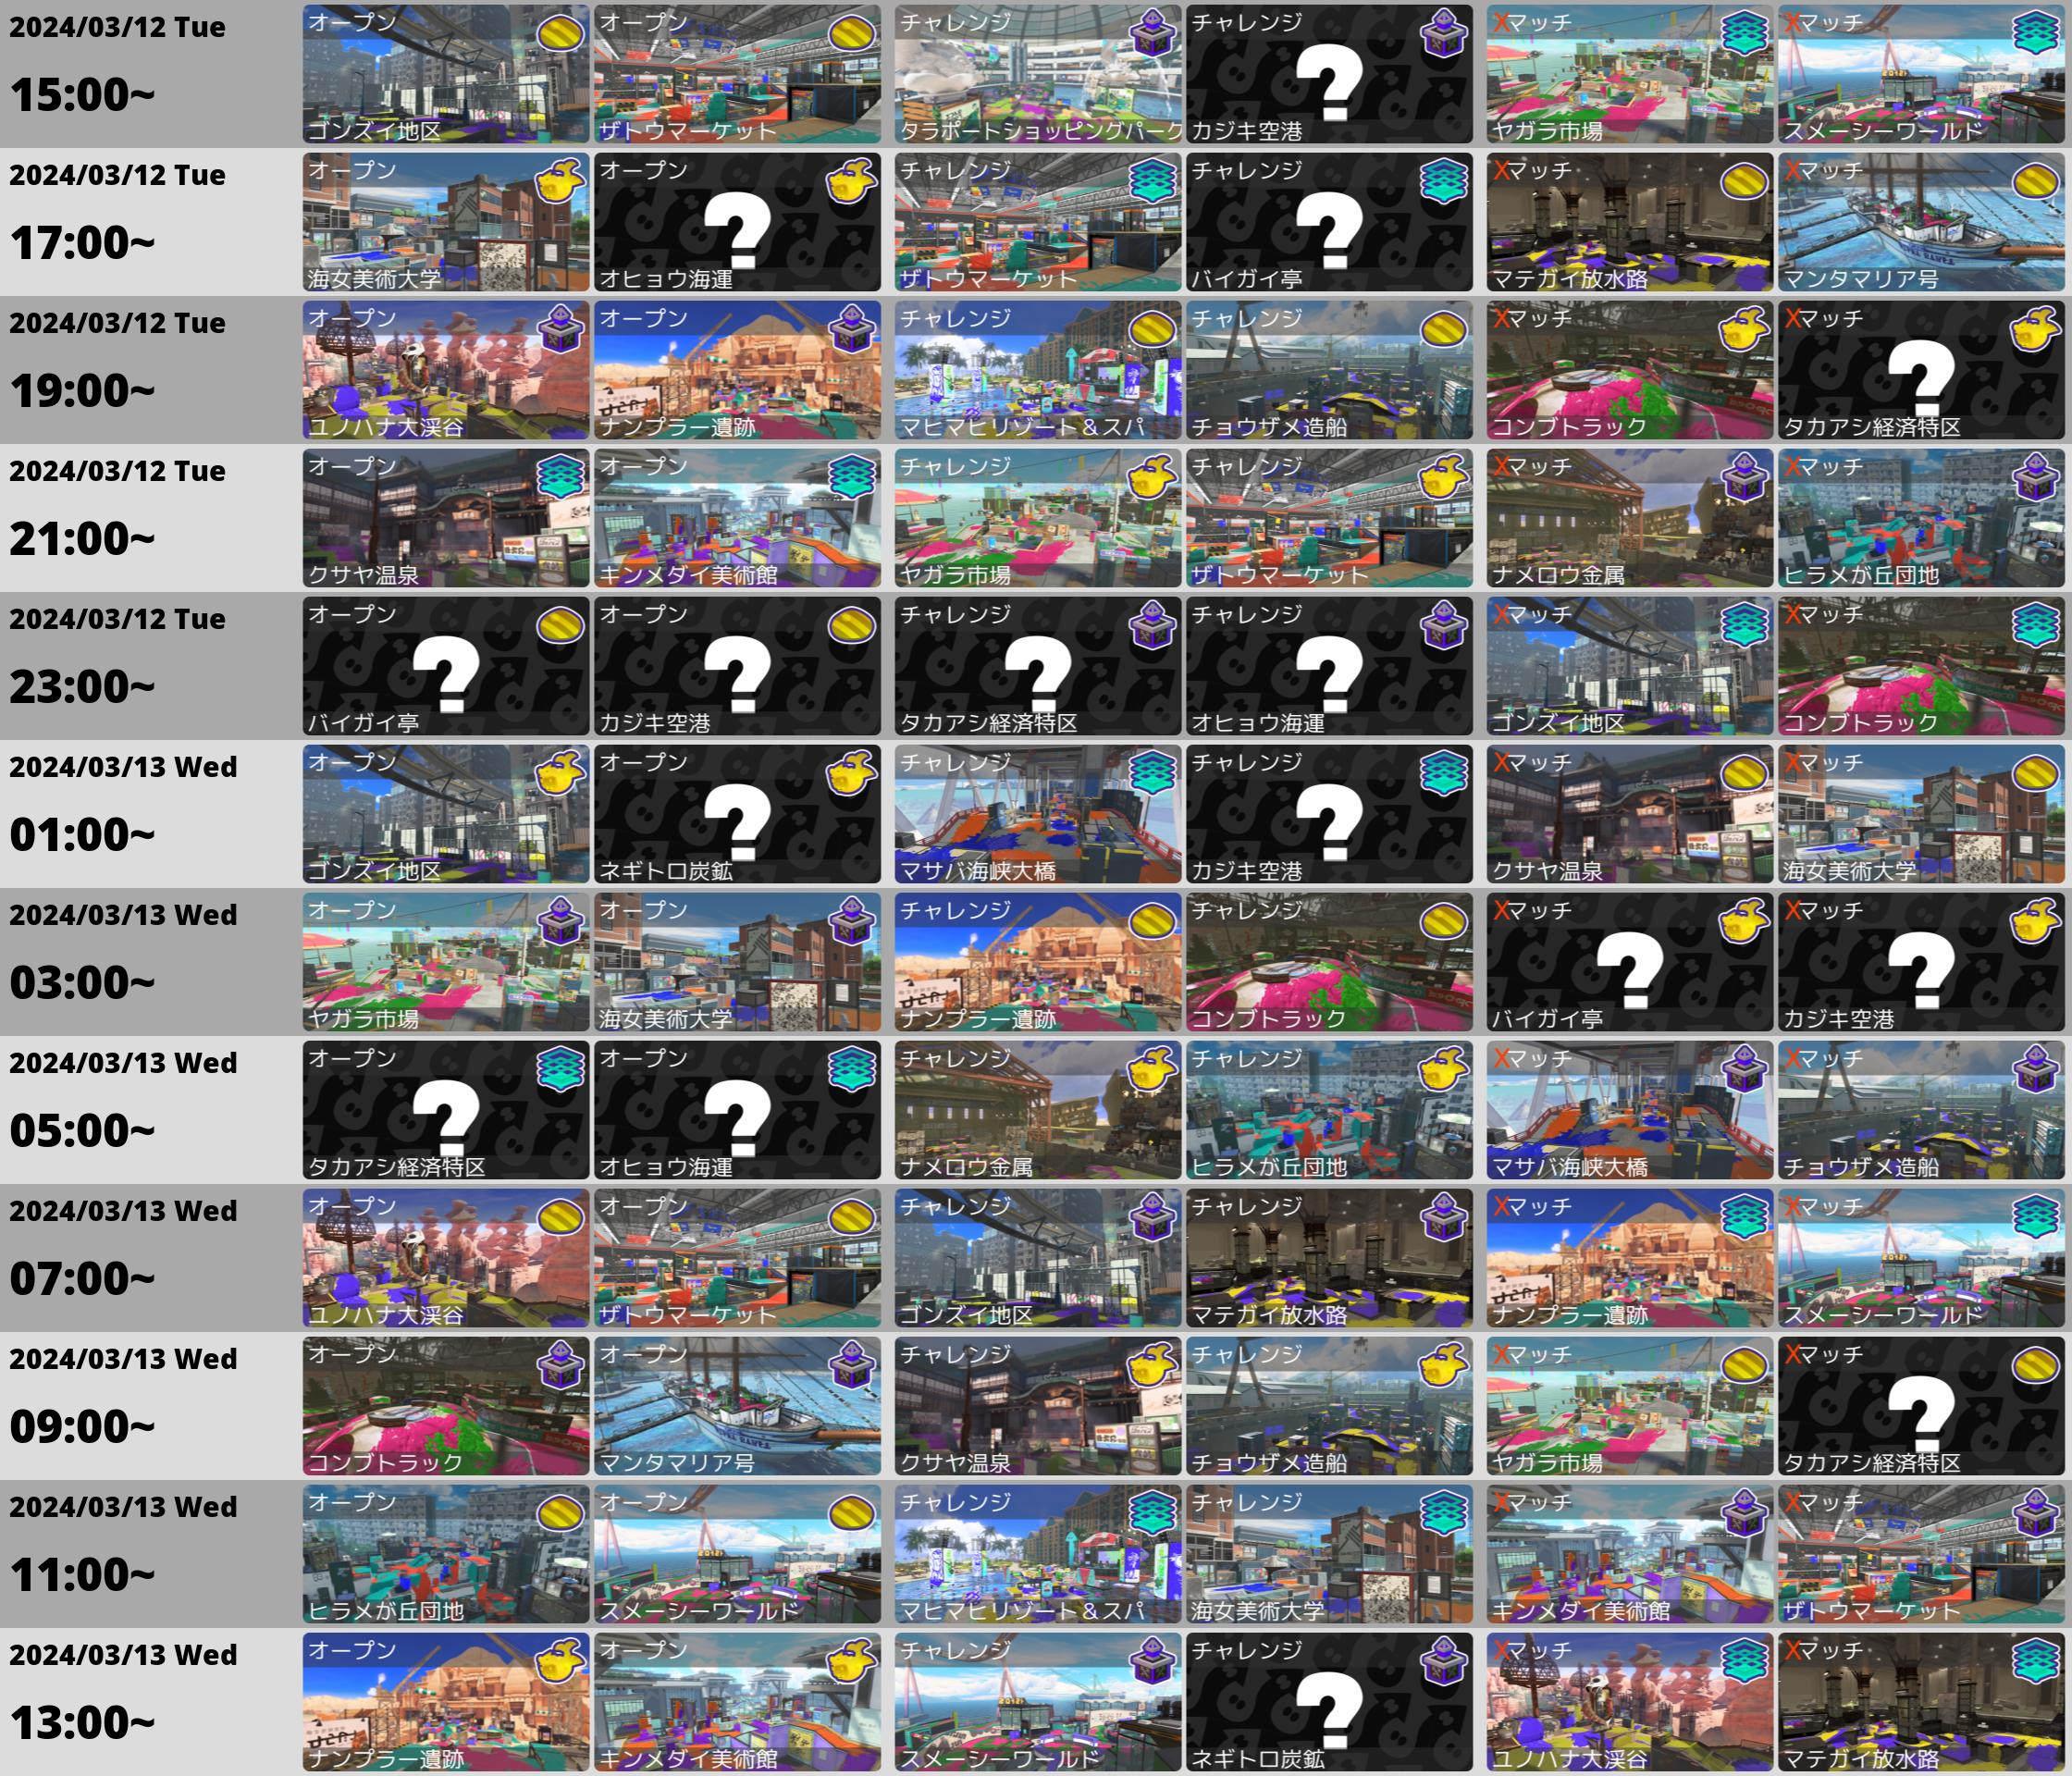 2024/03/12 Tue
15:00~
オープン
ゴンズイ地区
オープン
ザトウマーケット
チャレンジ
タラポートショッピングパーク
チャレンジ
カジキ空港
Xマッチ
ヤガラ市場
Xマッチ
スメーシーワールド
2024/03/12 Tue
17:00~
オープン
海女美術大学
オープン
オヒョウ海運
チャレンジ
ザトウマーケット
チャレンジ
バイガイ亭
Xマッチ
マテガイ放水路
Xマッチ
マンタマリア号
2024/03/12 Tue
19:00~
オープン
ユノハナ大渓谷
オープン
ナンプラー遺跡
チャレンジ
マヒマヒリゾート＆スパ
チャレンジ
チョウザメ造船
Xマッチ
コンブトラック
Xマッチ
タカアシ経済特区
2024/03/12 Tue
21:00~
オープン
クサヤ温泉
オープン
キンメダイ美術館
チャレンジ
ヤガラ市場
チャレンジ
ザトウマーケット
Xマッチ
ナメロウ金属
Xマッチ
ヒラメが丘団地
2024/03/12 Tue
23:00~
オープン
バイガイ亭
オープン
カジキ空港
チャレンジ
タカアシ経済特区
チャレンジ
オヒョウ海運
Xマッチ
ゴンズイ地区
Xマッチ
コンブトラック
2024/03/13 Wed
01:00~
オープン
ゴンズイ地区
オープン
ネギトロ炭鉱
チャレンジ
マサバ海峡大橋
チャレンジ
カジキ空港
Xマッチ
クサヤ温泉
Xマッチ
海女美術大学
2024/03/13 Wed
03:00~
オープン
ヤガラ市場
オープン
海女美術大学
チャレンジ
ナンプラー遺跡
チャレンジ
コンブトラック
Xマッチ
バイガイ亭
Xマッチ
カジキ空港
2024/03/13 Wed
05:00~
オープン
タカアシ経済特区
オープン
オヒョウ海運
チャレンジ
ナメロウ金属
チャレンジ
ヒラメが丘団地
Xマッチ
マサバ海峡大橋
Xマッチ
チョウザメ造船
2024/03/13 Wed
07:00~
オープン
ユノハナ大渓谷
オープン
ザトウマーケット
チャレンジ
ゴンズイ地区
チャレンジ
マテガイ放水路
Xマッチ
ナンプラー遺跡
Xマッチ
スメーシーワールド
2024/03/13 Wed
09:00~
オープン
コンブトラック
オープン
マンタマリア号
チャレンジ
クサヤ温泉
チャレンジ
チョウザメ造船
Xマッチ
ヤガラ市場
Xマッチ
タカアシ経済特区
2024/03/13 Wed
11:00~
オープン
ヒラメが丘団地
オープン
スメーシーワールド
チャレンジ
マヒマヒリゾート＆スパ
チャレンジ
海女美術大学
Xマッチ
キンメダイ美術館
Xマッチ
ザトウマーケット
2024/03/13 Wed
13:00~
オープン
ナンプラー遺跡
オープン
キンメダイ美術館
チャレンジ
スメーシーワールド
チャレンジ
ネギトロ炭鉱
Xマッチ
ユノハナ大渓谷
Xマッチ
マテガイ放水路